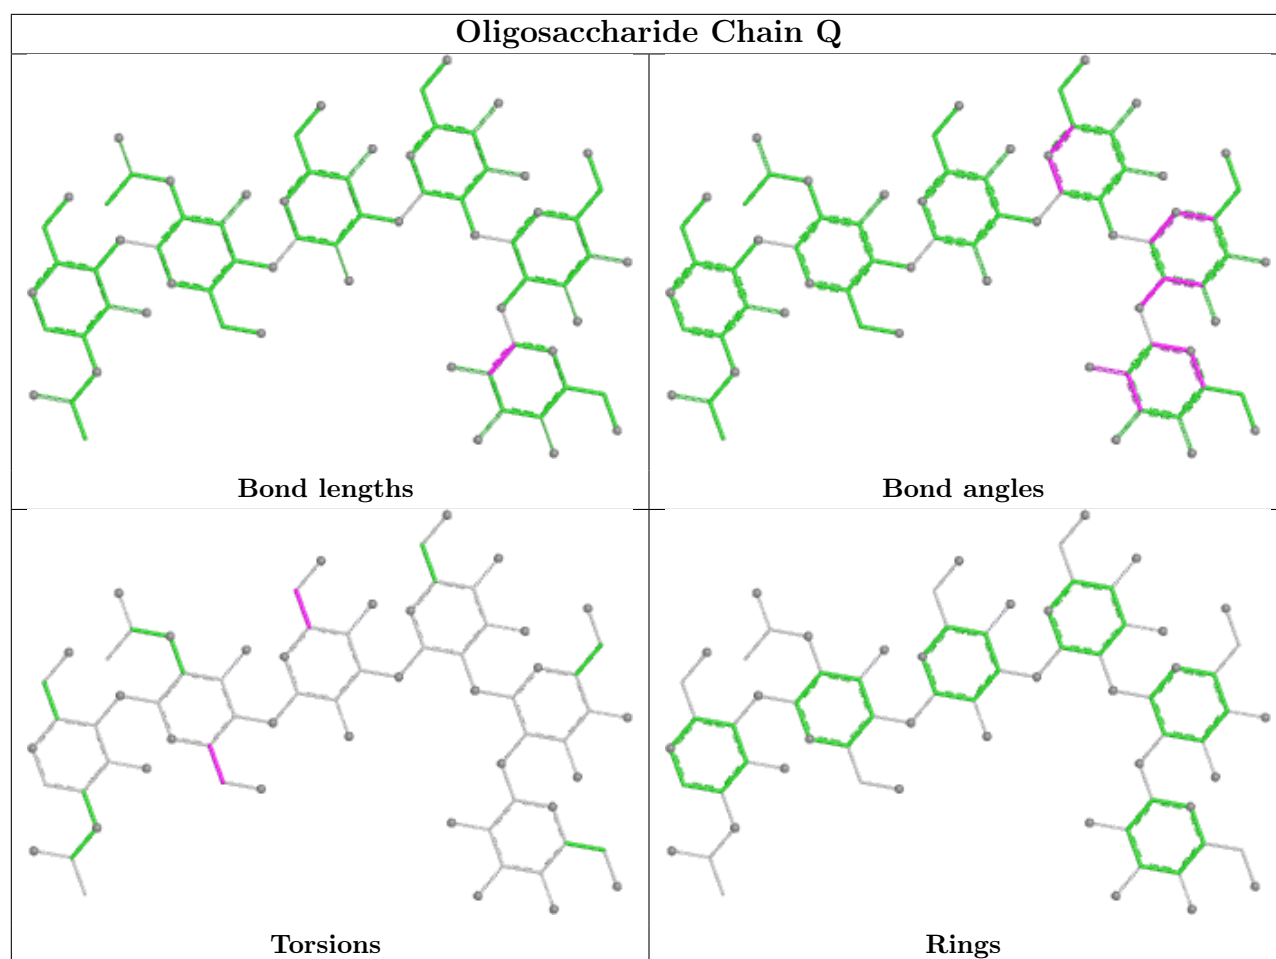 Oligosaccharide Chain Q
Bond lengths
Bond angles
Torsions
Rings